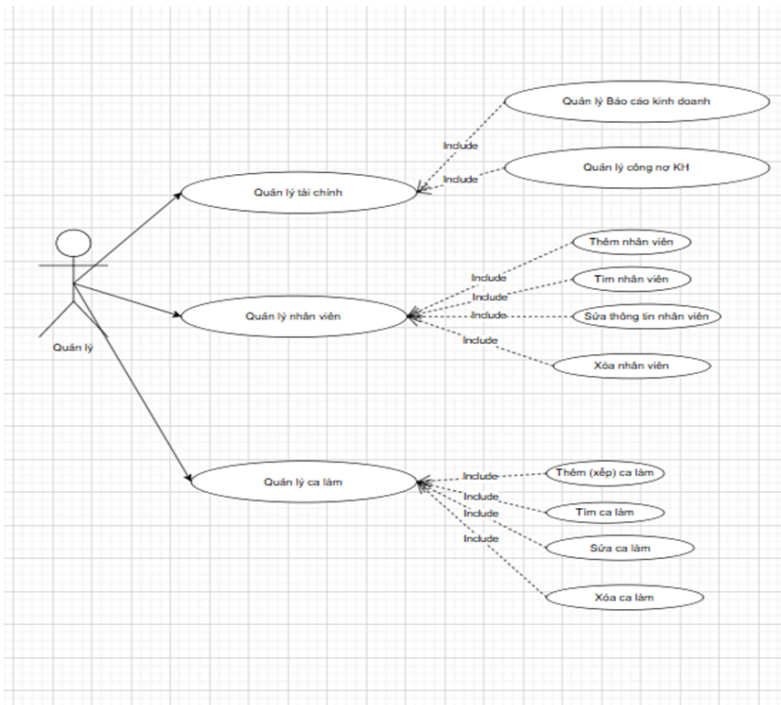 Quản lý Báo cáo kinh doanh
Include
Quản lý công nợ KH
Include
Quản lý tài chính
Thêm nhân viên
Include
Tìm nhân viên
Include
Quản lý nhân viên
Include
Sửa thông tin nhân viên
Include
Quản lý
Xóa nhân viên
Include
Thêm (xếp) ca làm
Quản lý ca làm
Include
Tìm ca làm
Include
Include
Sửa ca làm
Xóa ca làm